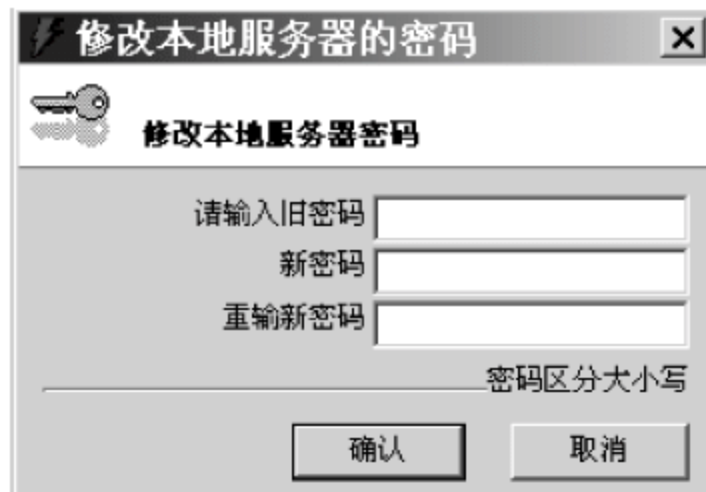 修改本地服务器的密码
修改本地服务器密码
请输入旧密码
新密码
重输新密码
密码区分大小写
确认 取消